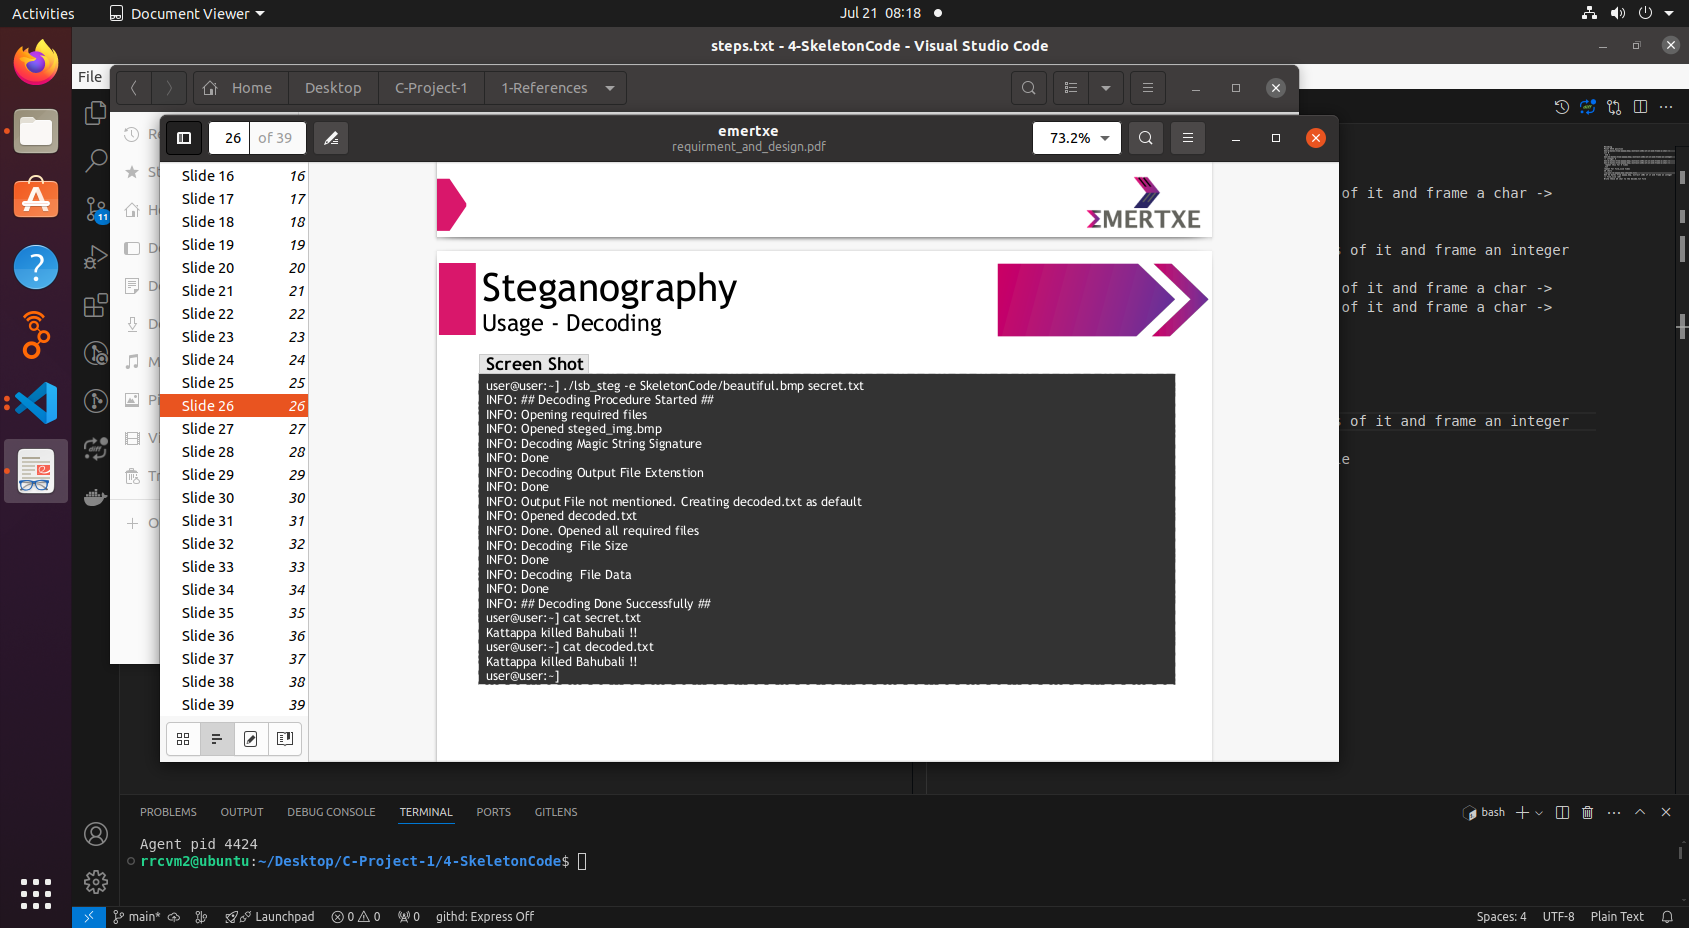 Activities
Document Viewer
Jul 21 08:18
steps.txt - 4-SkeletonCode - Visual Studio Code
File
Home
Desktop
C-Project-1
1-References
26
of 39
emertxe
requirment_and_design.pdf
73.2%
Slide 16 16
Slide 17 17
Slide 18 18
Slide 19 19
Slide 20 20
Slide 21 21
Slide 22 22
Slide 23 23
Slide 24 24
Slide 25 25
Slide 26 26
Slide 27 27
Slide 28 28
Slide 29 29
Slide 30 30
Slide 31 31
Slide 32 32
Slide 33 33
Slide 34 34
Slide 35 35
Slide 36 36
Slide 37 37
Slide 38 38
Slide 39 39
EMERTXE
Steganography
Usage - Decoding
Screen Shot
user@user:~] ./lsb_steg -e SkeletonCode/beautiful.bmp secret.txt
INFO: ## Decoding Procedure Started ##
INFO: Opening required files
INFO: Opened steged_img.bmp
INFO: Decoding Magic String Signature
INFO: Done
INFO: Decoding Output File Extenstion
INFO: Done
INFO: Output File not mentioned. Creating decoded.txt as default
INFO: Opened decoded.txt
INFO: Done. Opened all required files
INFO: Decoding  File Size
INFO: Done
INFO: Decoding  File Data
INFO: Done
INFO: ## Decoding Done Successfully ##
user@user:~] cat secret.txt
Kattappa killed Bahubali !!
user@user:~] cat decoded.txt
Kattappa killed Bahubali !!
user@user:~]
of it and frame a char ->
of it and frame an integer
of it and frame a char ->
of it and frame a char ->
of it and frame an integer
11
PROBLEMS
OUTPUT
DEBUG CONSOLE
TERMINAL
PORTS
GITLENS
bash
Agent pid 4424
rrcvm2@ubuntu:~/Desktop/C-Project-1/4-SkeletonCode$
main*
Launchpad
0
0
0
githd: Express Off
Spaces: 4
UTF-8
Plain Text